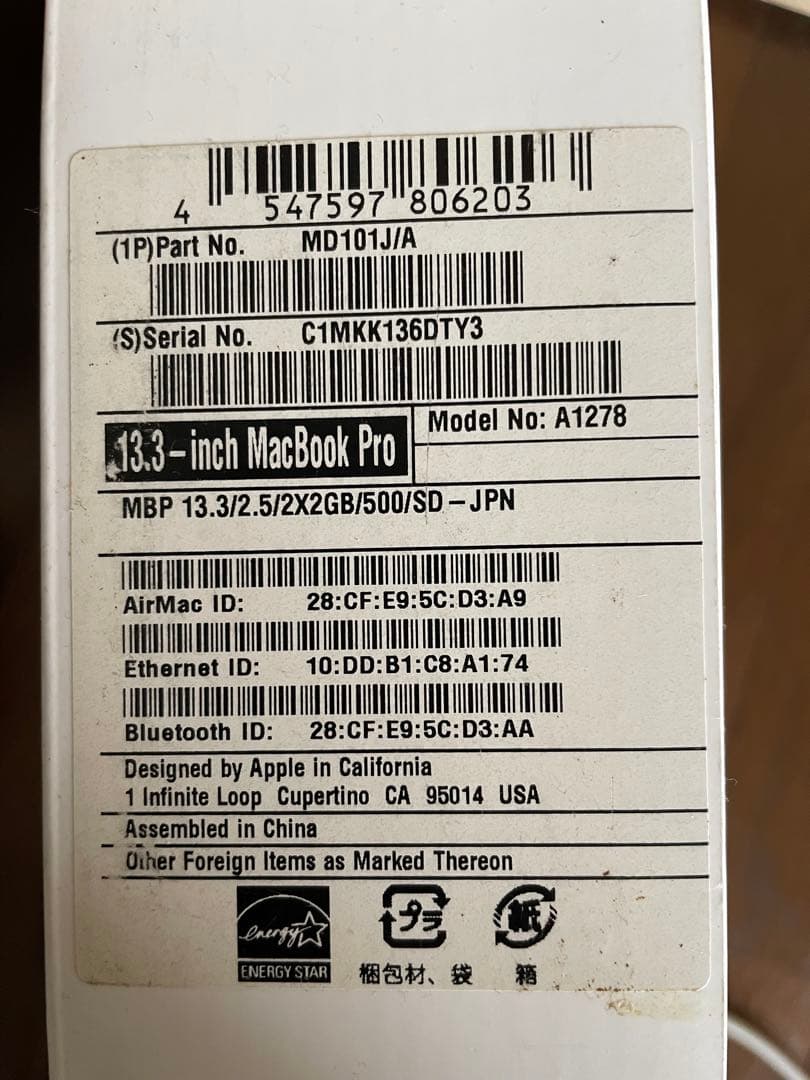 4 547597 806203
(1P)Part No. MD101J/A
(S)Serial No. C1MKK136DTY3
13.3-inch MacBook Pro
Model No: A1278
MBP 13.3/2.5/2X2GB/500/SD-JPN
AirMac ID: 28:CF:E9:5C:D3:A9
Ethernet ID: 10:DD:B1:C8:A1:74
Bluetooth ID: 28:CF:E9:5C:D3:AA
Designed by Apple in California
1 Infinite Loop Cupertino CA 95014 USA
Assembled in China
Other Foreign Items as Marked Thereon
energy
ENERGY STAR
プラ
梱包材、袋
紙
箱